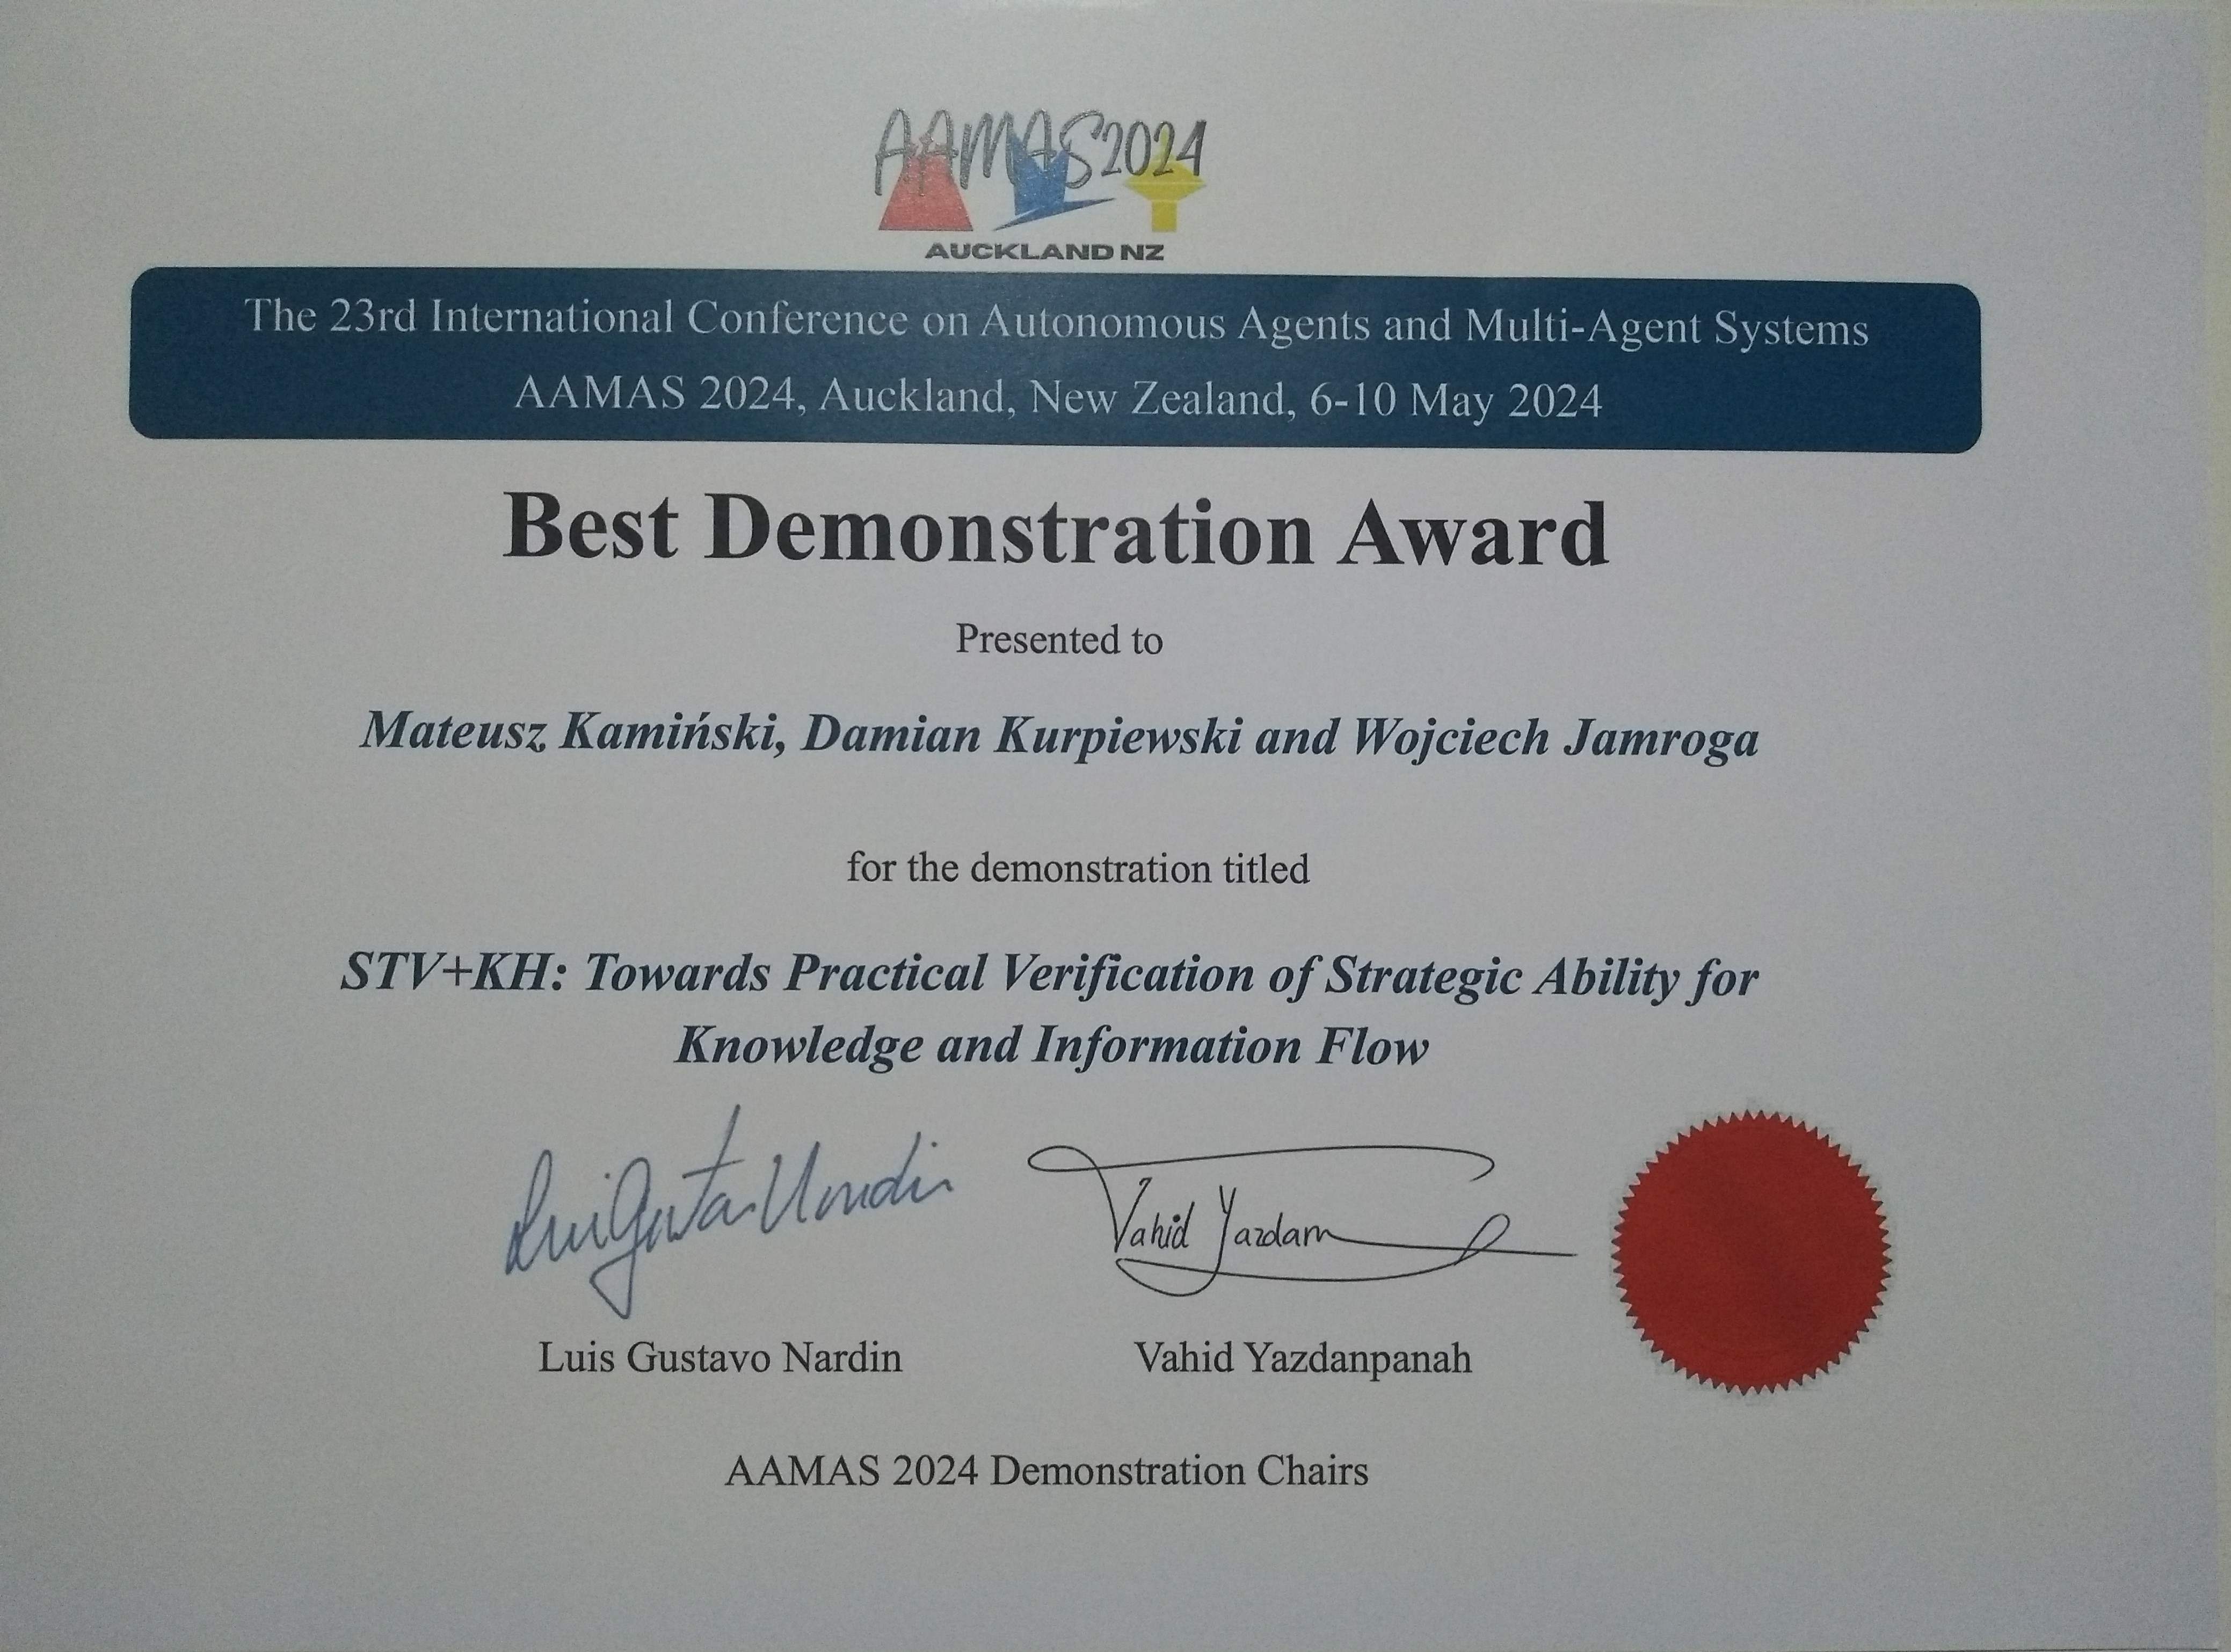 AAMAS2024
AUCKLAND NZ
The 23rd International Conference on Autonomous Agents and Multi-Agent Systems
AAMAS 2024, Auckland, New Zealand, 6-10 May 2024
Best Demonstration Award
Presented to
Mateusz Kamiński, Damian Kurpiewski and Wojciech Jamroga
for the demonstration titled
STV+KH: Towards Practical Verification of Strategic Ability for
Knowledge and Information Flow
Luis Gustavo Nardin
Vahid Yazdan
Luis Gustavo Nardin
Vahid Yazdanpanah
AAMAS 2024 Demonstration Chairs